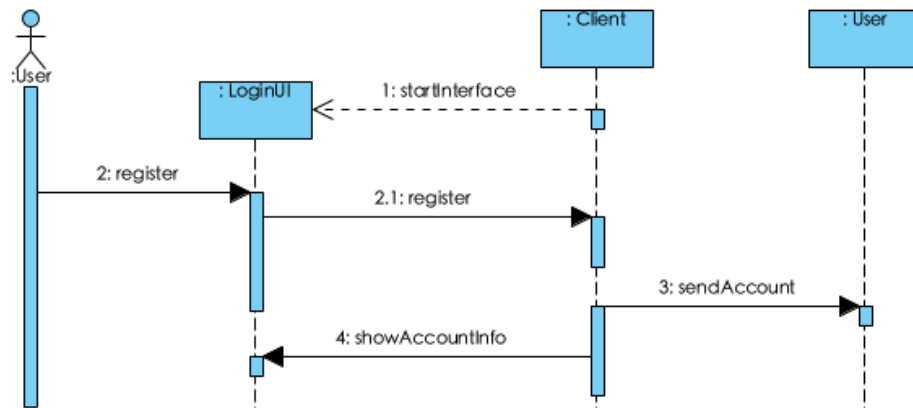 : Client
: User
:User
: LoginUI
1: startInterface
2: register
2.1: register
3: sendAccount
4: showAccountInfo